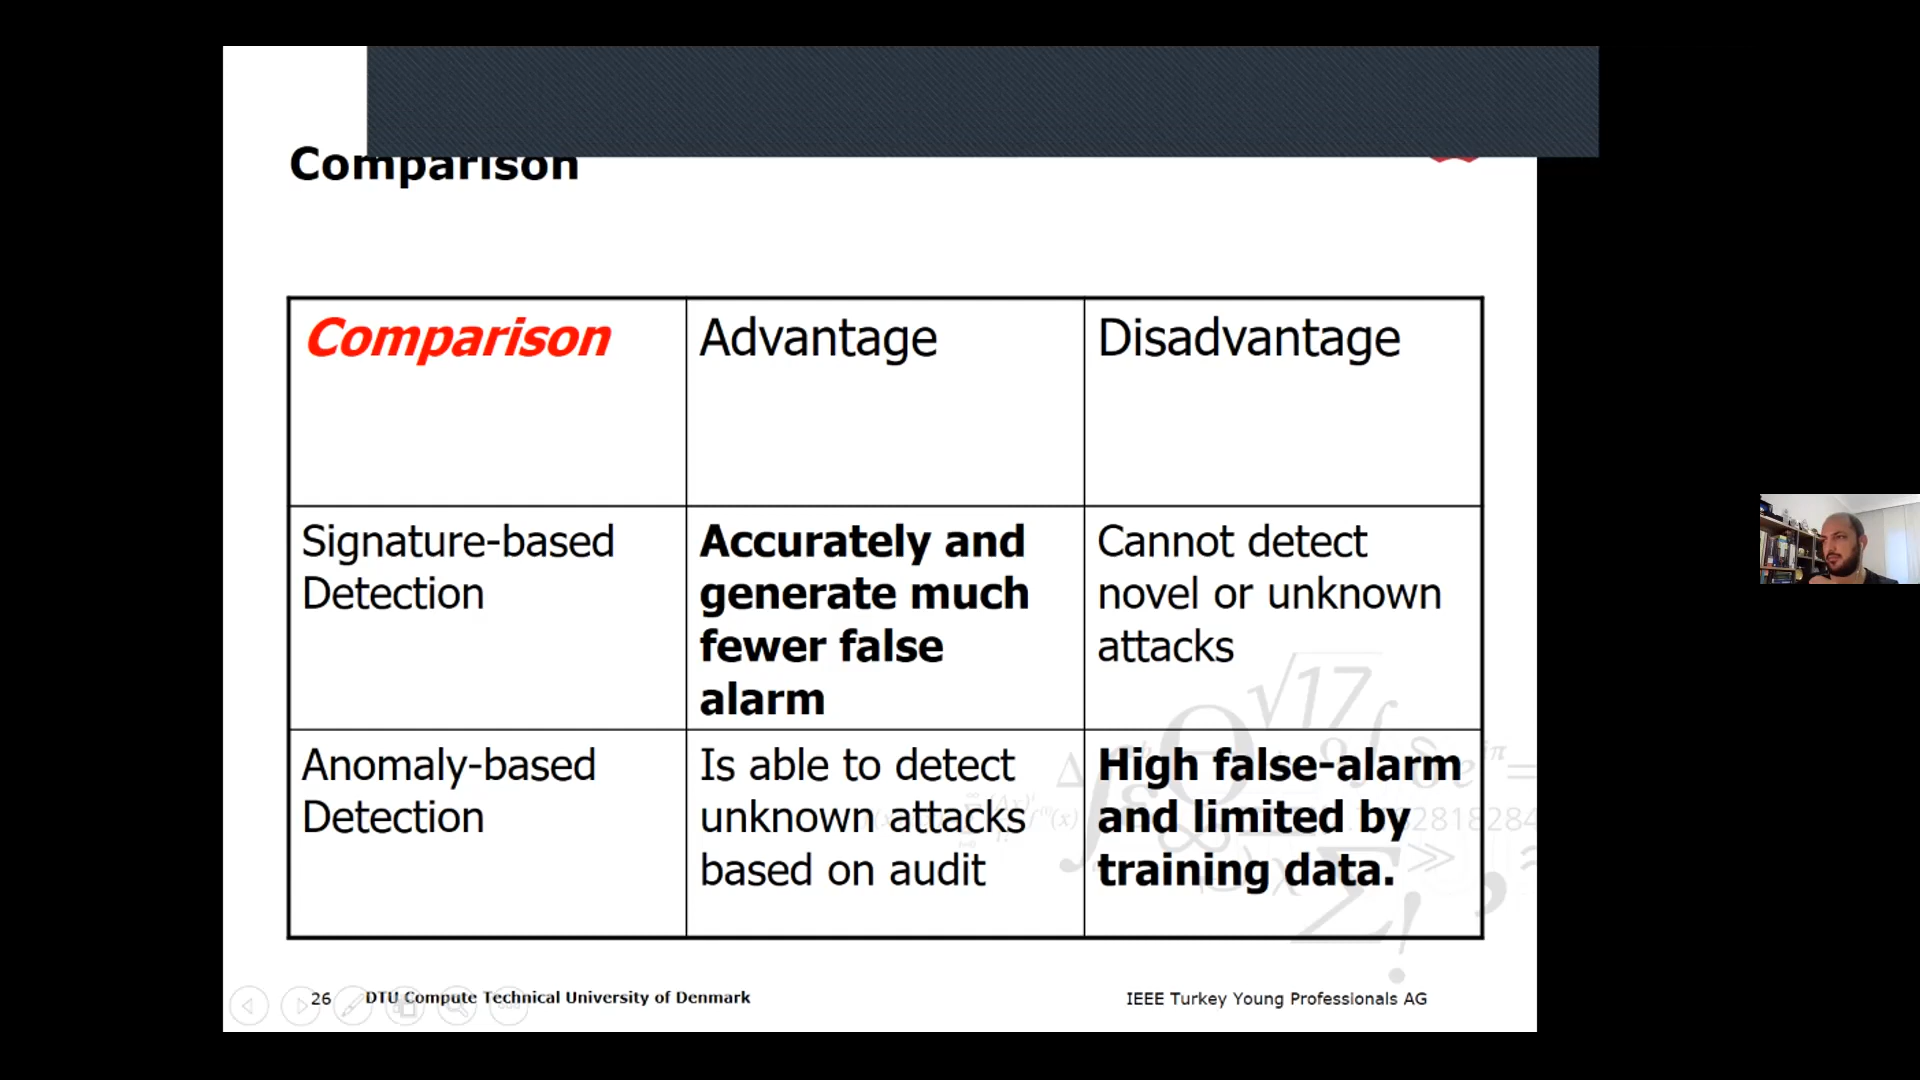 Comparison
Comparison
Advantage
Disadvantage
Signature-based
Detection
Accurately and
generate much
fewer false
alarm
Cannot detect
novel or unknown
attacks
Anomaly-based
Detection
Is able to detect
unknown attacks
based on audit
High false-alarm
and limited by
training data.
√17
26
DTU Compute Technical University of Denmark
IEEE Turkey Young Professionals AG